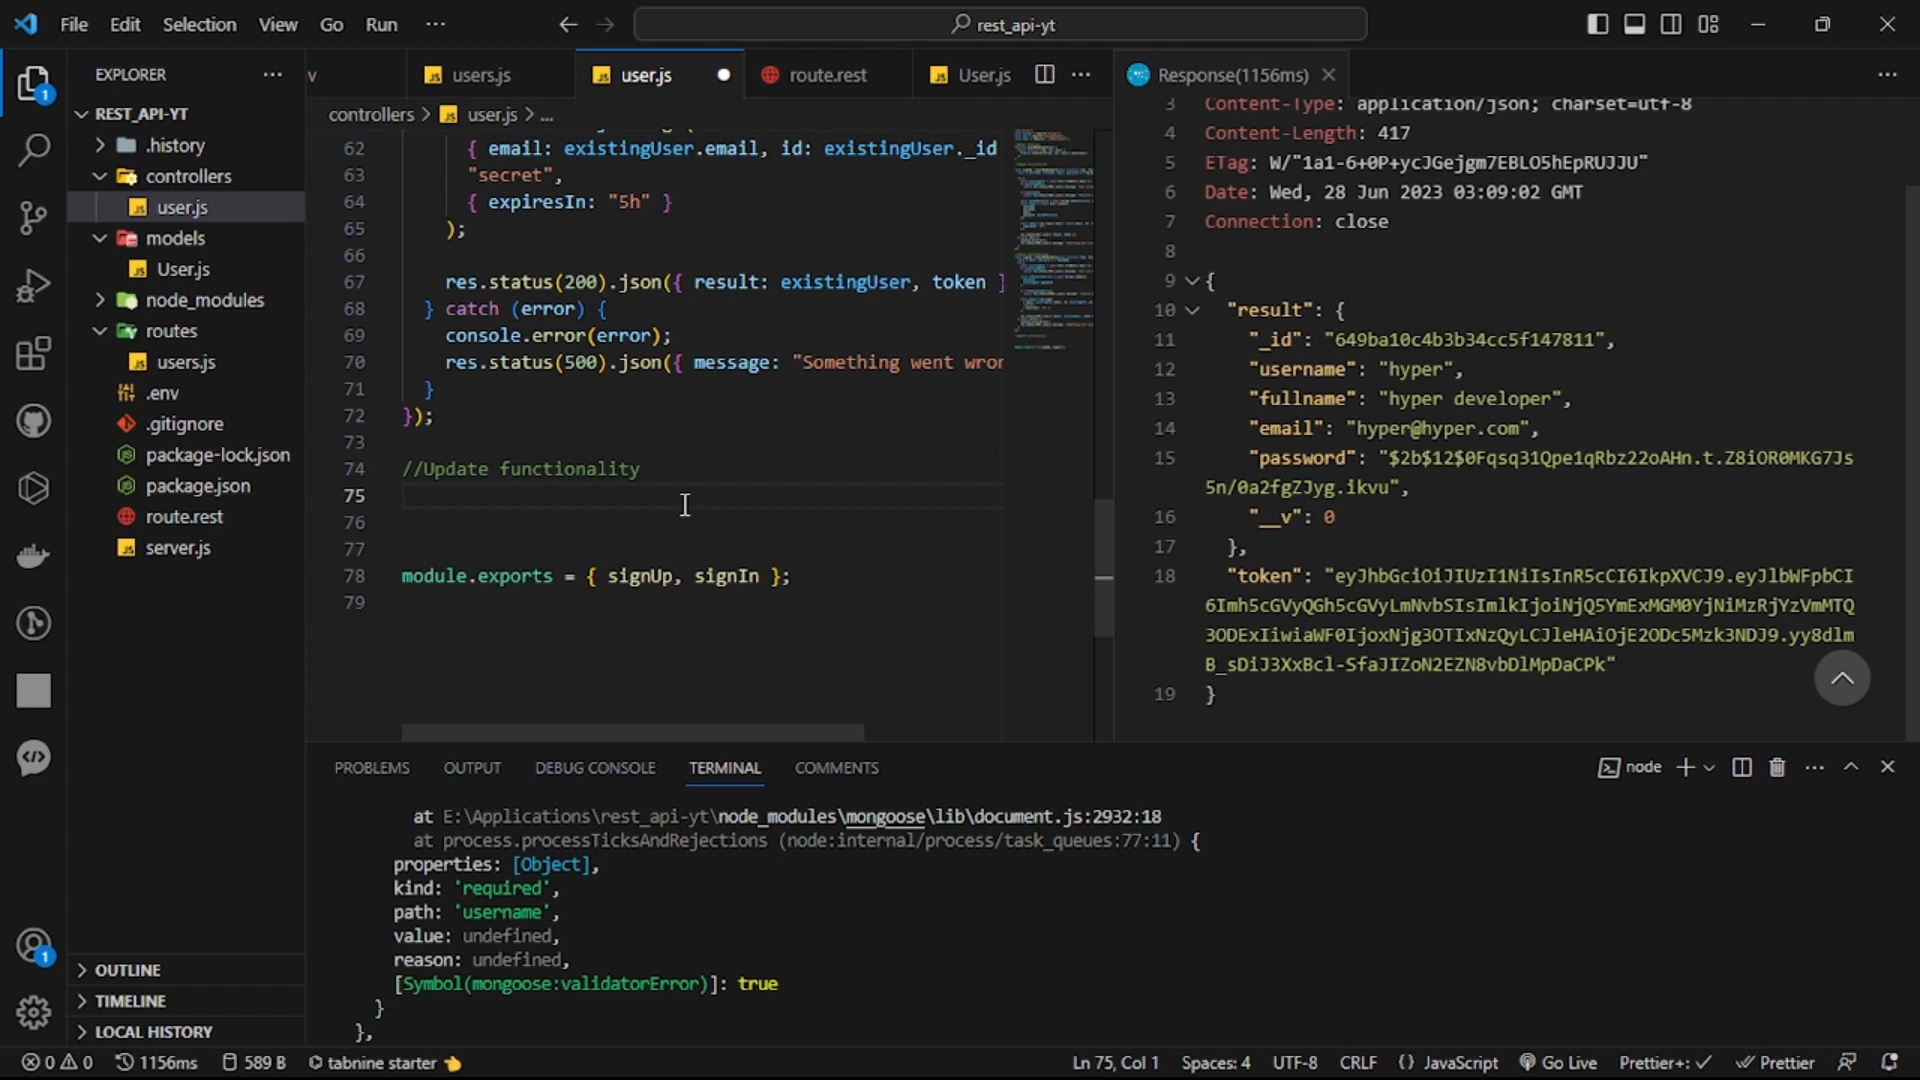 File Edit Selection View Go Run ···
rest_api-yt
EXPLORER
REST_API-YT
.history
controllers
user.js
models
User.js
node_modules
routes
users.js
.env
.gitignore
package-lock.json
package.json
route.rest
server.js
OUTLINE
TIMELINE
LOCAL HISTORY
1
1
users.js
user.js
route.rest
User.js
controllers > user.js > ...
62 { email: existingUser.email, id: existingUser._id
63 "secret",
64 { expiresIn: "5h" }
65 );
66
67 res.status(200).json({ result: existingUser, token }
68 } catch (error) {
69 console.error(error);
70 res.status(500).json({ message: "Something went wron
71 }
72 });
73
74 //Update functionality
75
76
77
78 module.exports = { signUp, signIn };
79
Response(1156ms)
3 Content-Type: application/json; charset=utf-8
4 Content-Length: 417
5 ETag: W/"1a1-6+0P+ycJGejgm7EBLO5hEpRUJJU"
6 Date: Wed, 28 Jun 2023 03:09:02 GMT
7 Connection: close
8
9 {
10 "result": {
11 "_id": "649ba10c4b3b34cc5f147811",
12 "username": "hyper",
13 "fullname": "hyper developer",
14 "email": "hyper@hyper.com",
15 "password": "$2b$12$0Fqsq31Qpe1qRbz22oAHn.t.Z8iOR0MKG7Js
5n/0a2fgZJyg.ikvu",
16 "__v": 0
17 },
18 "token": "eyJhbGciOiJIUzI1NiIsInR5cCI6IkpXVCJ9.eyJlbWFpbCI
6Imh5cGVyQGh5cGVyLmNvbSIsImlkIjoiNjQ5YmExMGM0YjNiMzRjYzVmMTQ
3ODExIiwiaWF0IjoxNjg3OTIxNzQyLCJleHAiOjE2ODc5Mzk3NDJ9.yy8dlm
B_sDiJ3XxBcl-SfaJIZoN2EZN8vbDlMpDaCPk"
19 }
PROBLEMS OUTPUT DEBUG CONSOLE TERMINAL COMMENTS
node
at E:\Applications\rest_api-yt\node_modules\mongoose\lib\document.js:2932:18
at process.processTicksAndRejections (node:internal/process/task_queues:77:11) {
properties: [Object],
kind: 'required',
path: 'username',
value: undefined,
reason: undefined,
[Symbol(mongoose:validatorError)]: true
}
},
0 0 1156ms 589 B tabnine starter Ln 75, Col 1 Spaces: 4 UTF-8 CRLF {} JavaScript Go Live Prettier+: ✓ Prettier